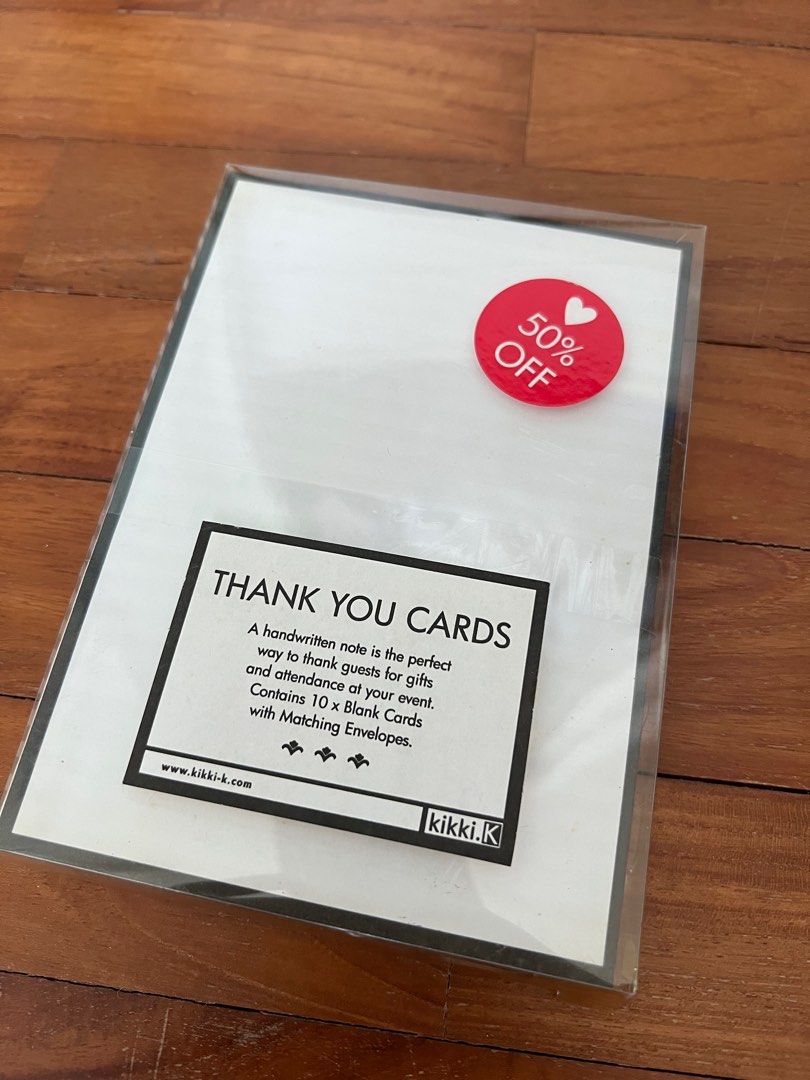 50%
OFF
THANK YOU CARDS
A handwritten note is the perfect
way to thank guests for gifts
and attendance at your event.
Contains 10 x Blank Cards
with Matching Envelopes.
www.kikki-k.com
kikki.K